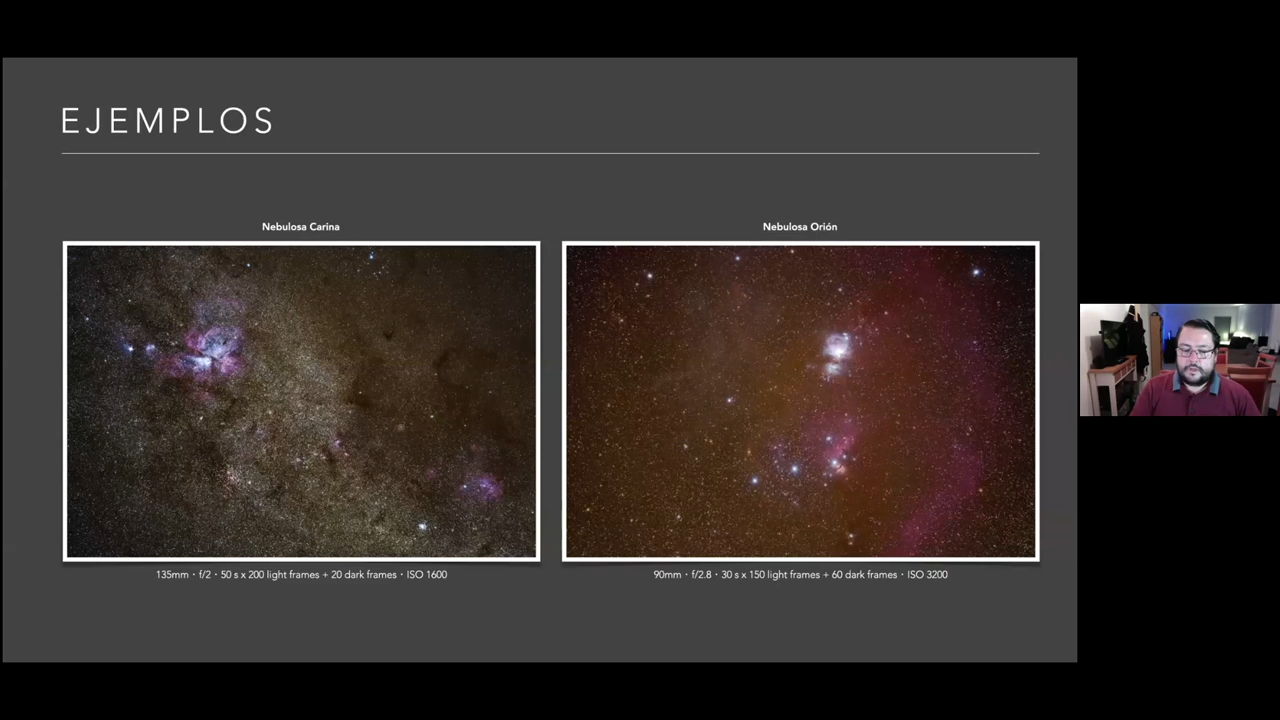 EJEMPLOS
Nebulosa Carina
Nebulosa Orión
135mm · f/2 · 50 s x 200 light frames + 20 dark frames · ISO 1600
90mm · f/2.8 · 30 s x 150 light frames + 60 dark frames · ISO 3200